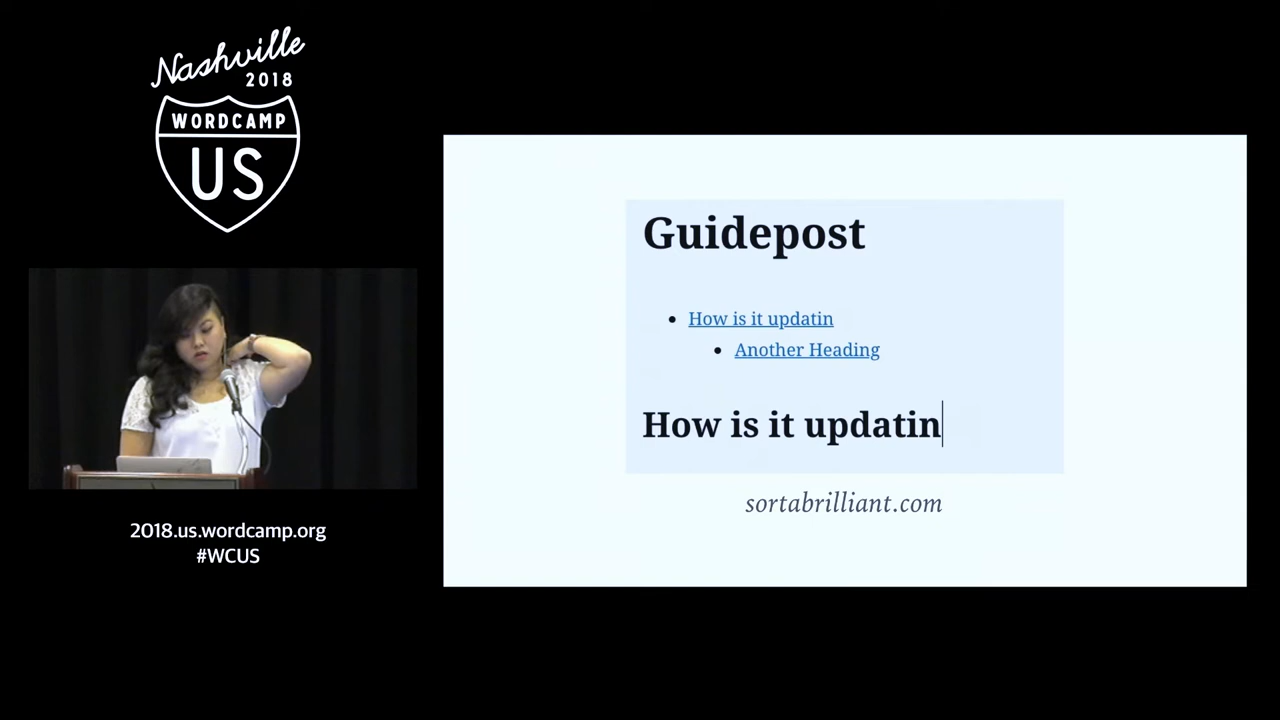 Nashville
2018
WORDCAMP
US
2018.us.wordcamp.org
#WCUS
Guidepost
How is it updatin
Another Heading
How is it updatin
sortabrilliant.com